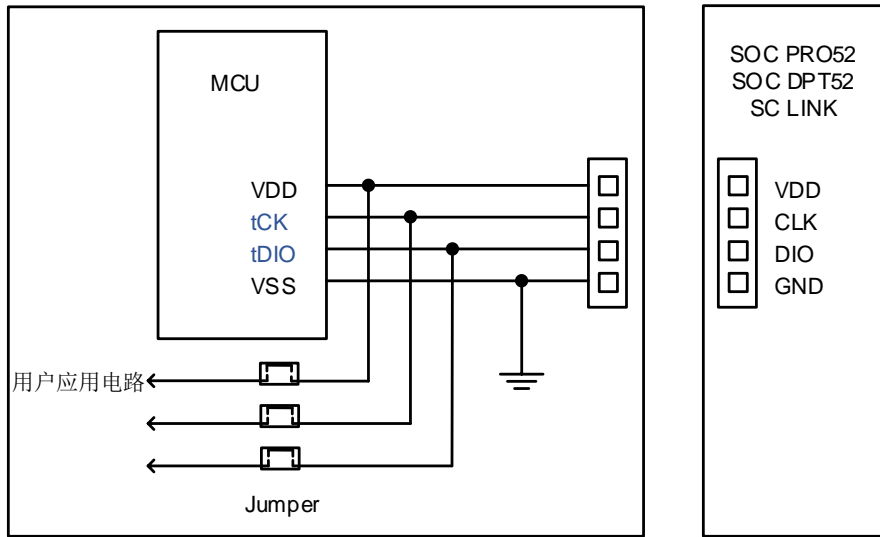 MCU
VDD
tCK
tDIO
VSS
用户应用电路
Jumper
SOC PRO52
SOC DPT52
SC LINK
VDD
CLK
DIO
GND